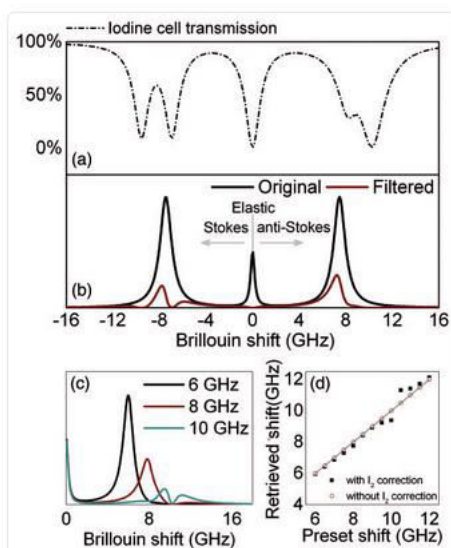 Iodine cell transmission
100%
50%
0%
(a)
Original Filtered
Elastic
Stokes anti-Stokes
(b)
-16 -12 -8 -4 0 4 8 12 16
Brillouin shift (GHz)
(c)
6 GHz
8 GHz
10 GHz
0 8 16
Brillouin shift (GHz)
(d)
Retrieved shift(GHz)
12
10
8
6
4
with I₂ correction
without I₂ correction
6 8 10 12
Preset shift (GHz)